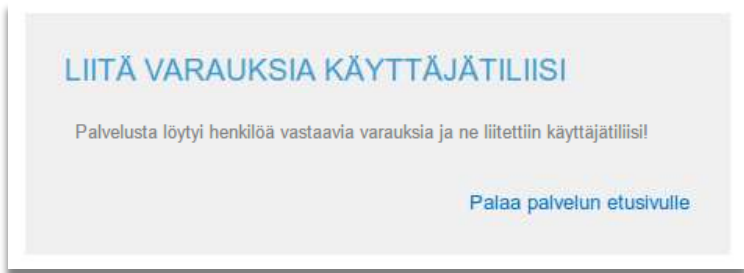 LIITÄ VARAUKSIA KÄYTTÄJÄTILIISI
Palvelusta löytyi henkilöä vastaavia varauksia ja ne liitettiin käyttäjätiliisi!
Palaa palvelun etusivulle